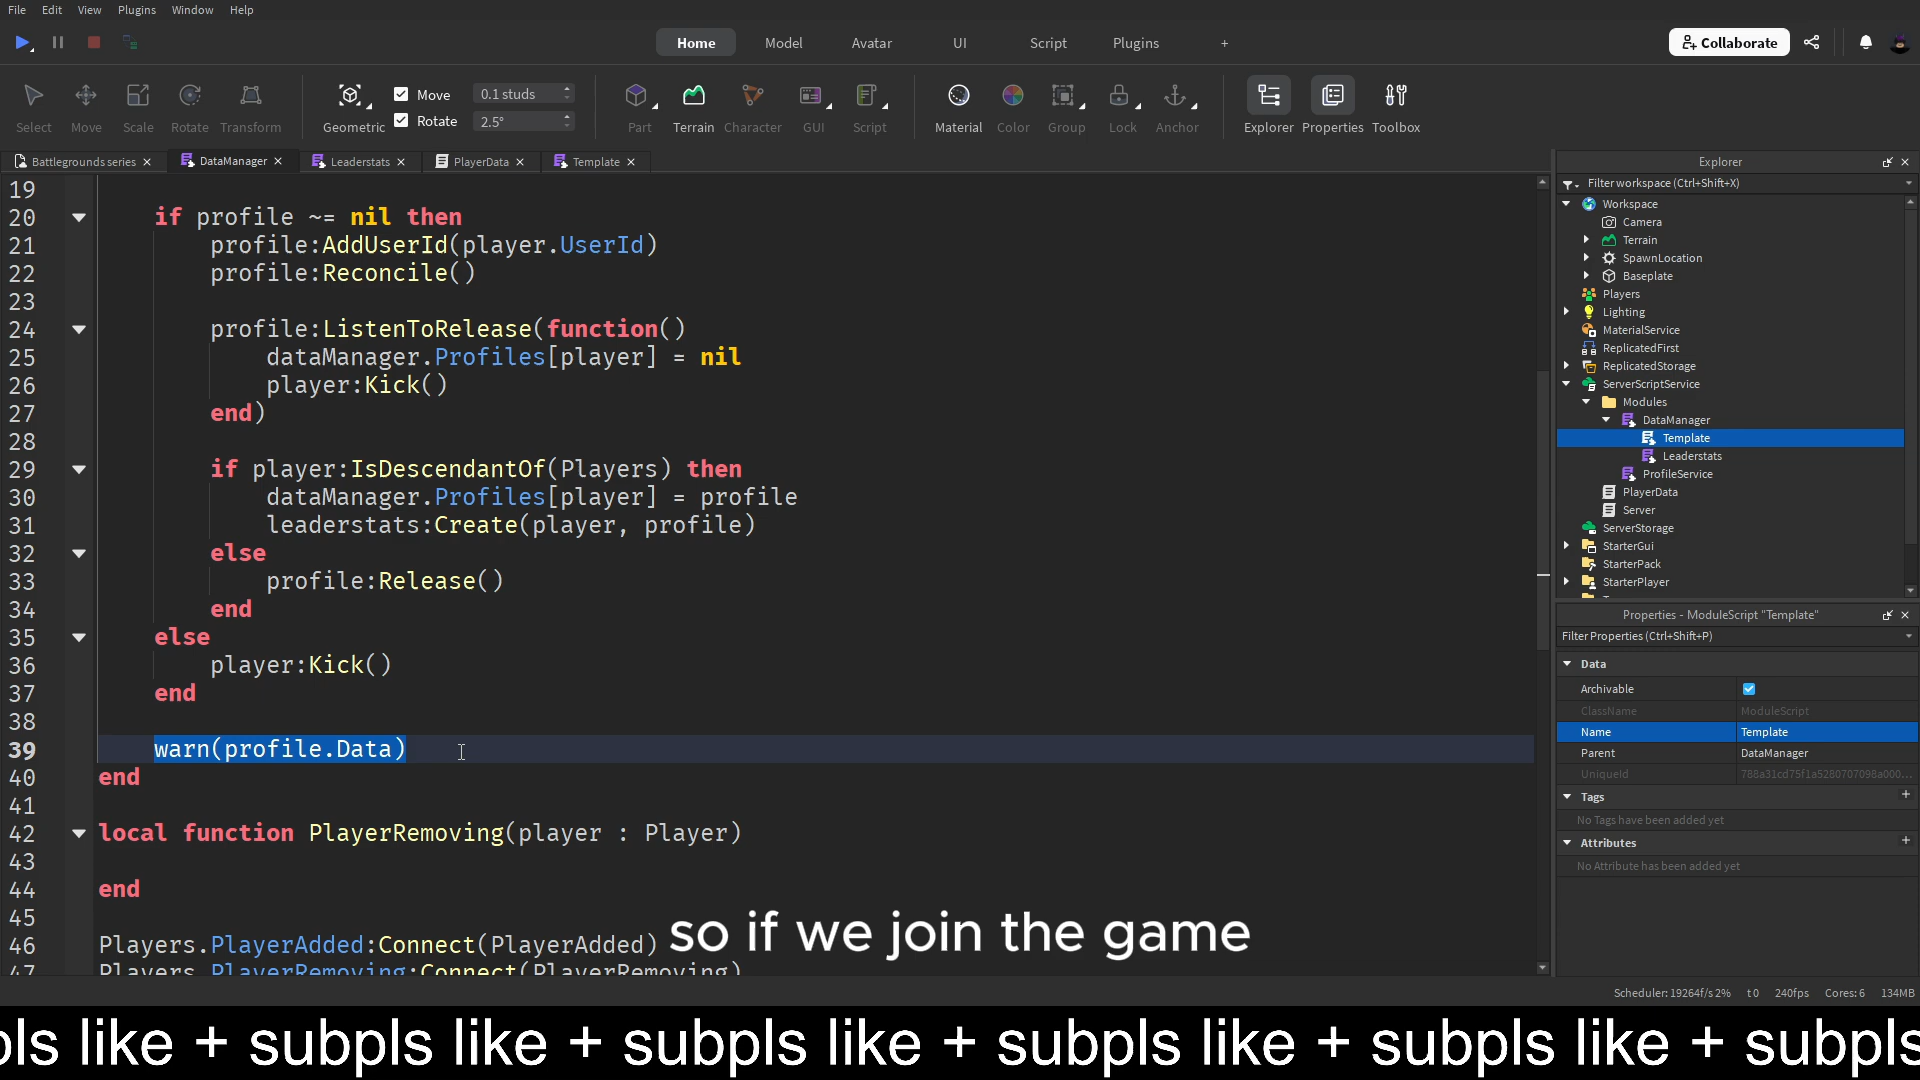 File Edit View Plugins Window Help
Home Model Avatar UI Script Plugins +
Collaborate
Select Move Scale Rotate Transform
Geometric
Move 0.1 studs
Rotate 2.5°
Part Terrain Character GUI Script
Material Color Group Lock Anchor
Explorer Properties Toolbox
Battlegrounds series × DataManager × Leaderstats × PlayerData × Template ×
19
20 if profile ~= nil then
21 profile:AddUserId(player.UserId)
22 profile:Reconcile()
23
24 profile:ListenToRelease(function()
25 dataManager.Profiles[player] = nil
26 player:Kick()
27 end)
28
29 if player:IsDescendantOf(Players) then
30 dataManager.Profiles[player] = profile
31 leaderstats:Create(player, profile)
32 else
33 profile:Release()
34 end
35 else
36 player:Kick()
37 end
38
39 warn(profile.Data)
40 end
41
42 local function PlayerRemoving(player : Player)
43
44 end
45
46 Players.PlayerAdded:Connect(PlayerAdded)
47 Players.PlayerRemoving:Connect(PlayerRemoving)
so if we join the game
Explorer
Filter workspace (Ctrl+Shift+X)
Workspace
Camera
Terrain
SpawnLocation
Baseplate
Players
Lighting
MaterialService
ReplicatedFirst
ReplicatedStorage
ServerScriptService
Modules
DataManager
Template
Leaderstats
ProfileService
PlayerData
Server
ServerStorage
StarterGui
StarterPack
StarterPlayer
Properties - ModuleScript "Template"
Filter Properties (Ctrl+Shift+P)
Data
Archivable
ClassName ModuleScript
Name Template
Parent DataManager
UniqueId 788a31cd75f1a5280707098a000...
Tags +
No Tags have been added yet
Attributes +
No Attribute has been added yet
Scheduler: 19264f/s 2% t0 240fps Cores: 6 134MB
pls like + subpls like + subpls like + subpls like + subpls like + subpls